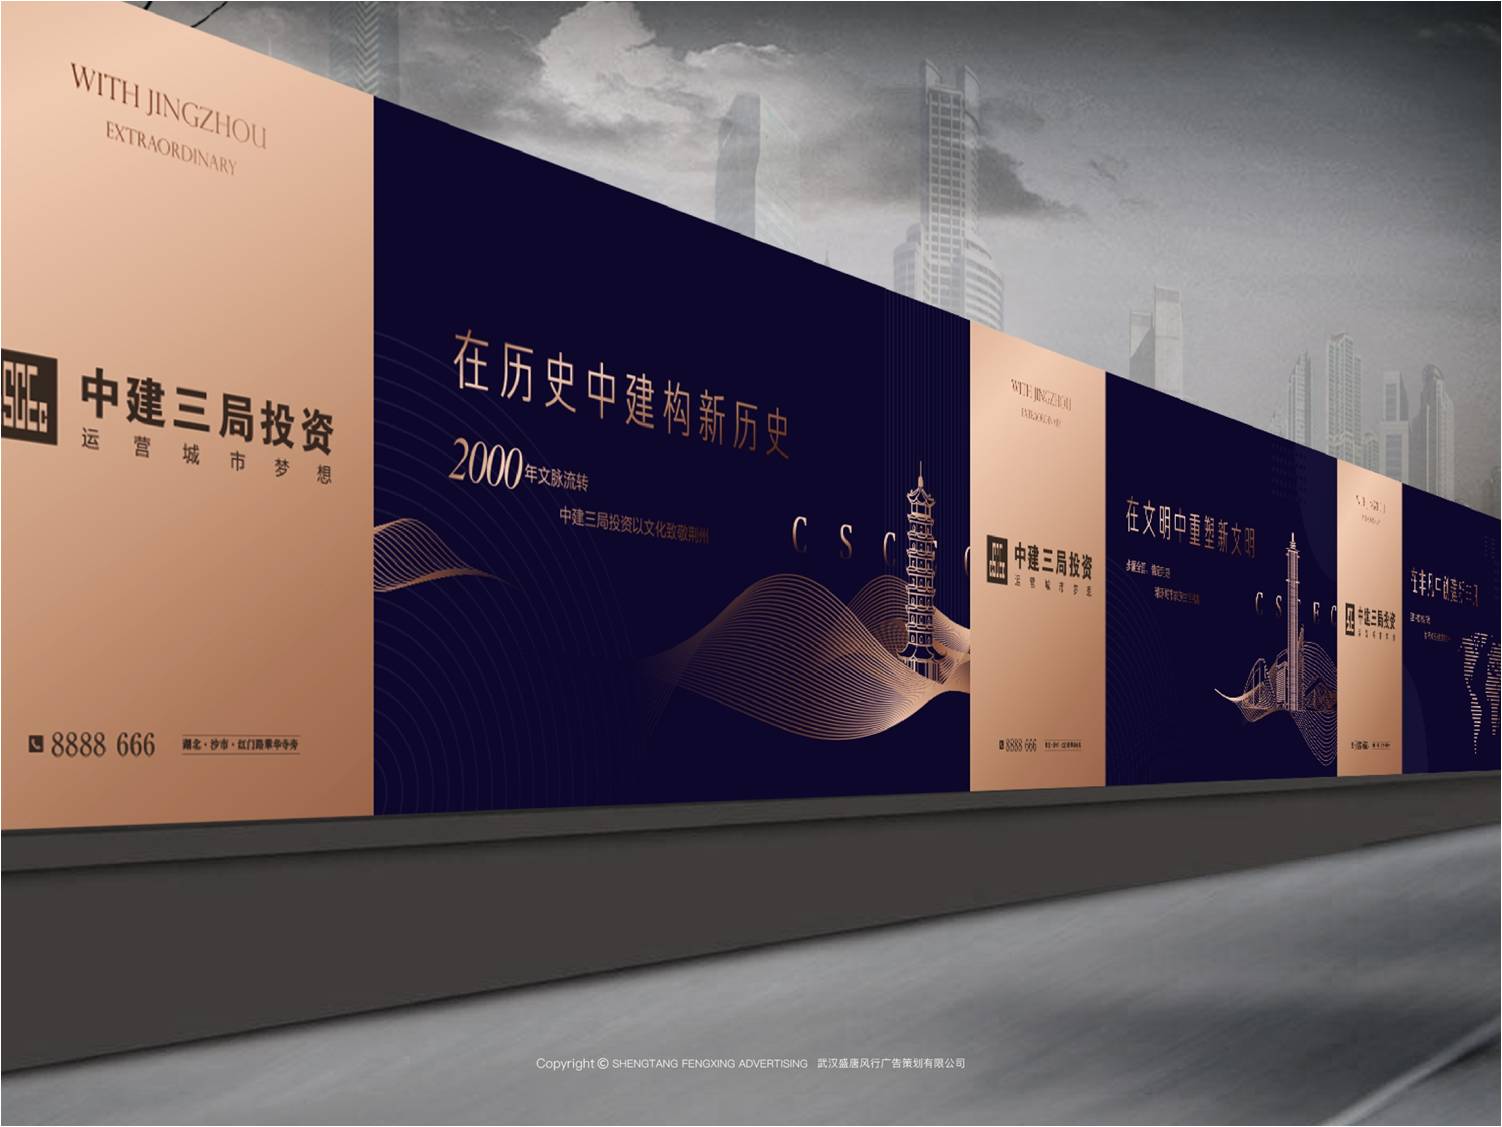 WITH JINGZHOU
EXTRAORDINARY
中建三局投资
运营城市梦想
8888 666
湖北·沙市·红门路章华寺旁
在历史中建构新历史
2000年文脉流转
中建三局投资以文化致敬荆州
C S C
WITH JINGZHOU
EXTRAORDINARY
CSCEC
中建三局投资
运营城市梦想
8888 666
在文明中重塑新文明
C S E C
中建三局投资
Copyright © SHENGTANG FENGXING ADVERTISING 武汉盛唐风行广告策划有限公司